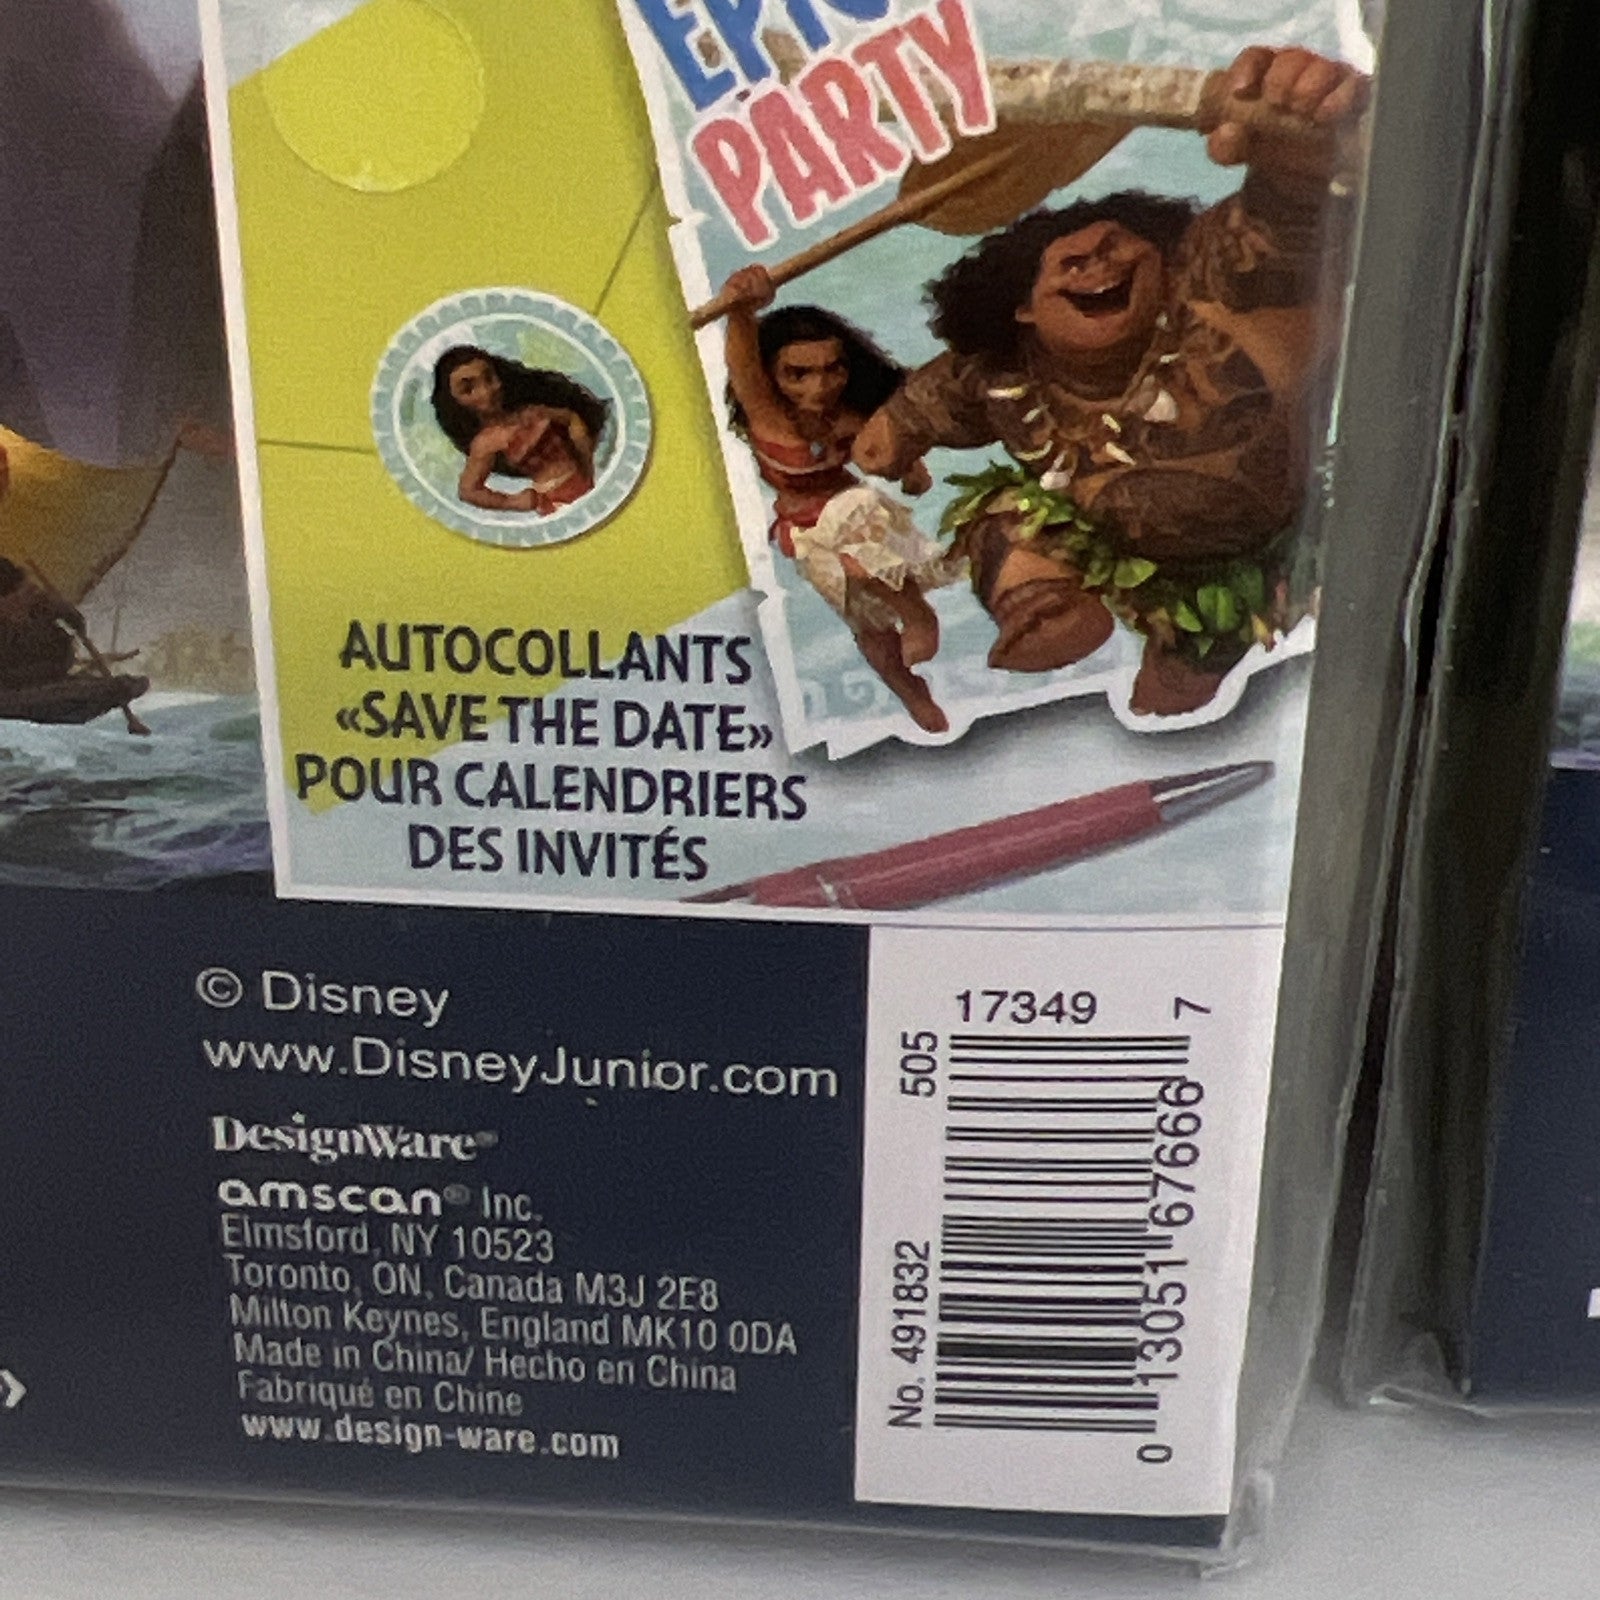 PARTY
AUTOCOLLANTS
«SAVE THE DATE»
POUR CALENDRIERS
DES INVITÉS
© Disney
www.DisneyJunior.com
DesignWare®
amscan® Inc.
Elmsford, NY 10523
Toronto, ON, Canada M3J 2E8
Milton Keynes, England MK10 0DA
Made in China/ Hecho en China
Fabriqué en Chine
www.design-ware.com
»
17349
7
505
No. 491832
0 13051 67666